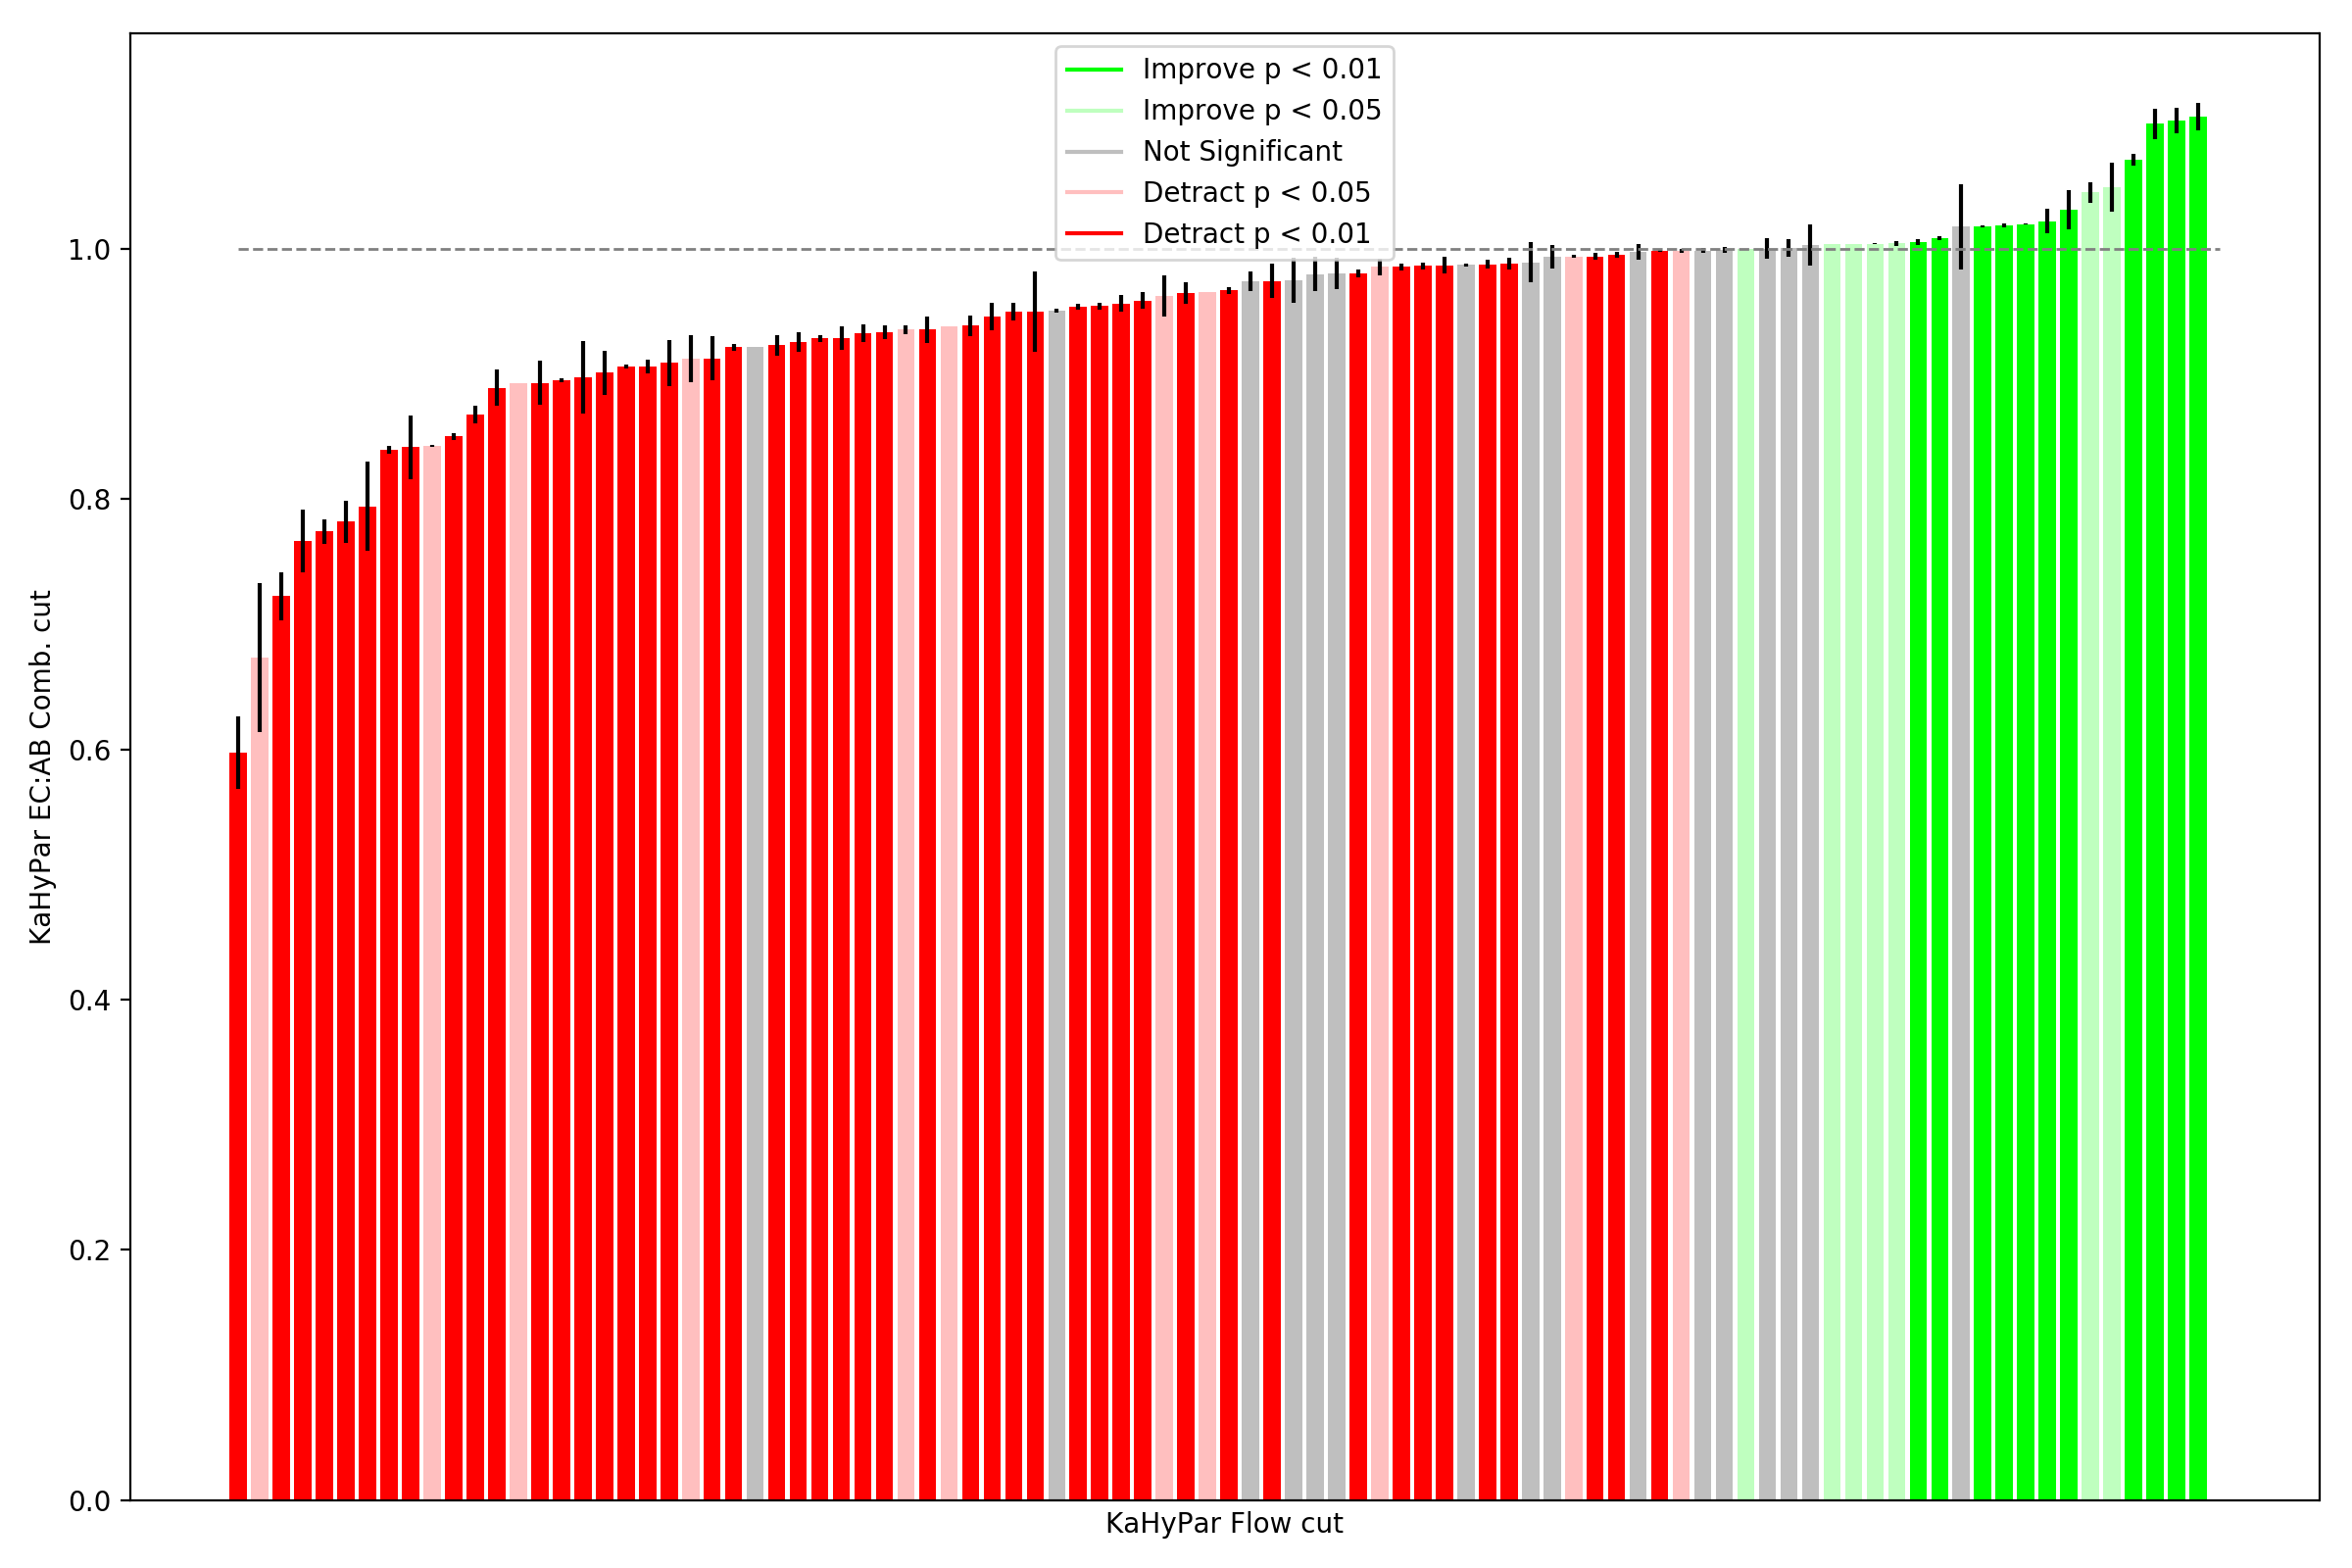 Improve p < 0.01
Improve p < 0.05
Not Significant
Detract p < 0.05
Detract p < 0.01
1.0
0.8
0.6
0.4
0.2
0.0
KaHyPar EC:AB Comb. cut
KaHyPar Flow cut